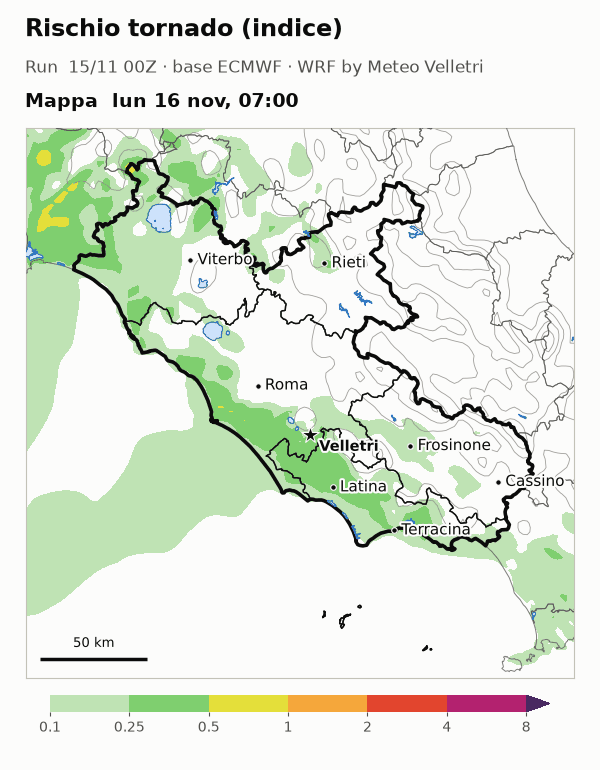 Rischio tornado (indice)
Run  15/11 00Z · base ECMWF · WRF by Meteo Velletri
Mappa  lun 16 nov, 07:00
Viterbo
Rieti
Roma
Velletri
Frosinone
Latina
Cassino
Terracina
50 km
0.1 0.25 0.5 1 2 4 8